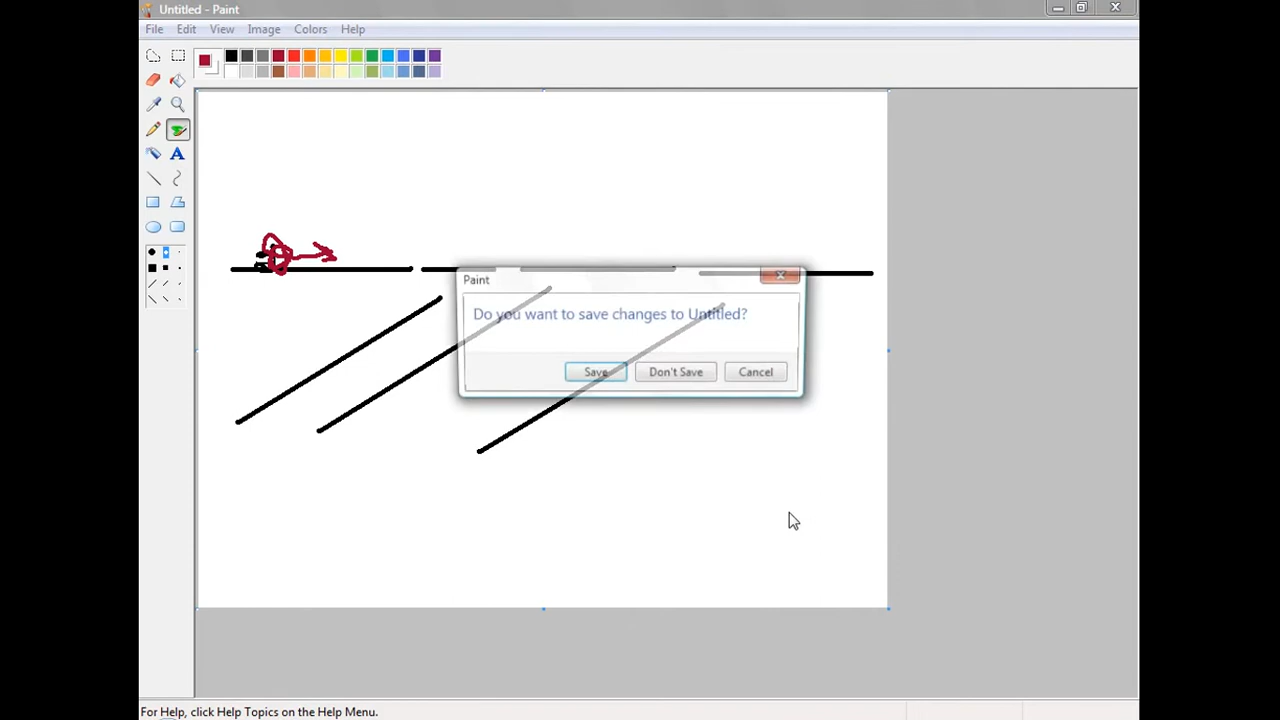 Untitled - Paint
File Edit View Image Colors Help
Paint
Do you want to save changes to Untitled?
Save Don't Save Cancel
For Help, click Help Topics on the Help Menu.